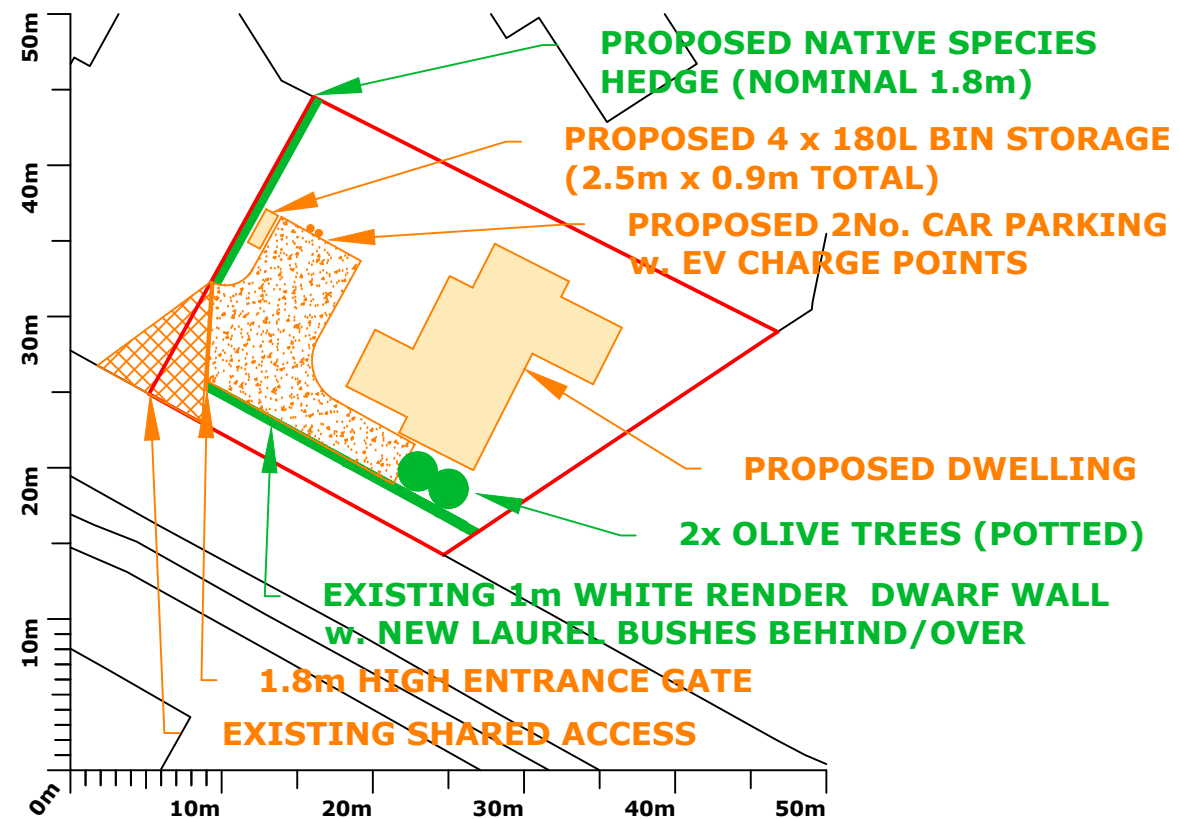 50m
PROPOSED NATIVE SPECIES
HEDGE (NOMINAL 1.8m)
PROPOSED 4 x 180L BIN STORAGE
(2.5m x 0.9m TOTAL)
40m
PROPOSED 2No. CAR PARKING
w. EV CHARGE POINTS
30m
PROPOSED DWELLING
20m
2x OLIVE TREES (POTTED)
EXISTING 1m WHITE RENDER  DWARF WALL
w. NEW LAUREL BUSHES BEHIND/OVER
10m
1.8m HIGH ENTRANCE GATE
EXISTING SHARED ACCESS
0m
10m
20m
30m
40m
50m